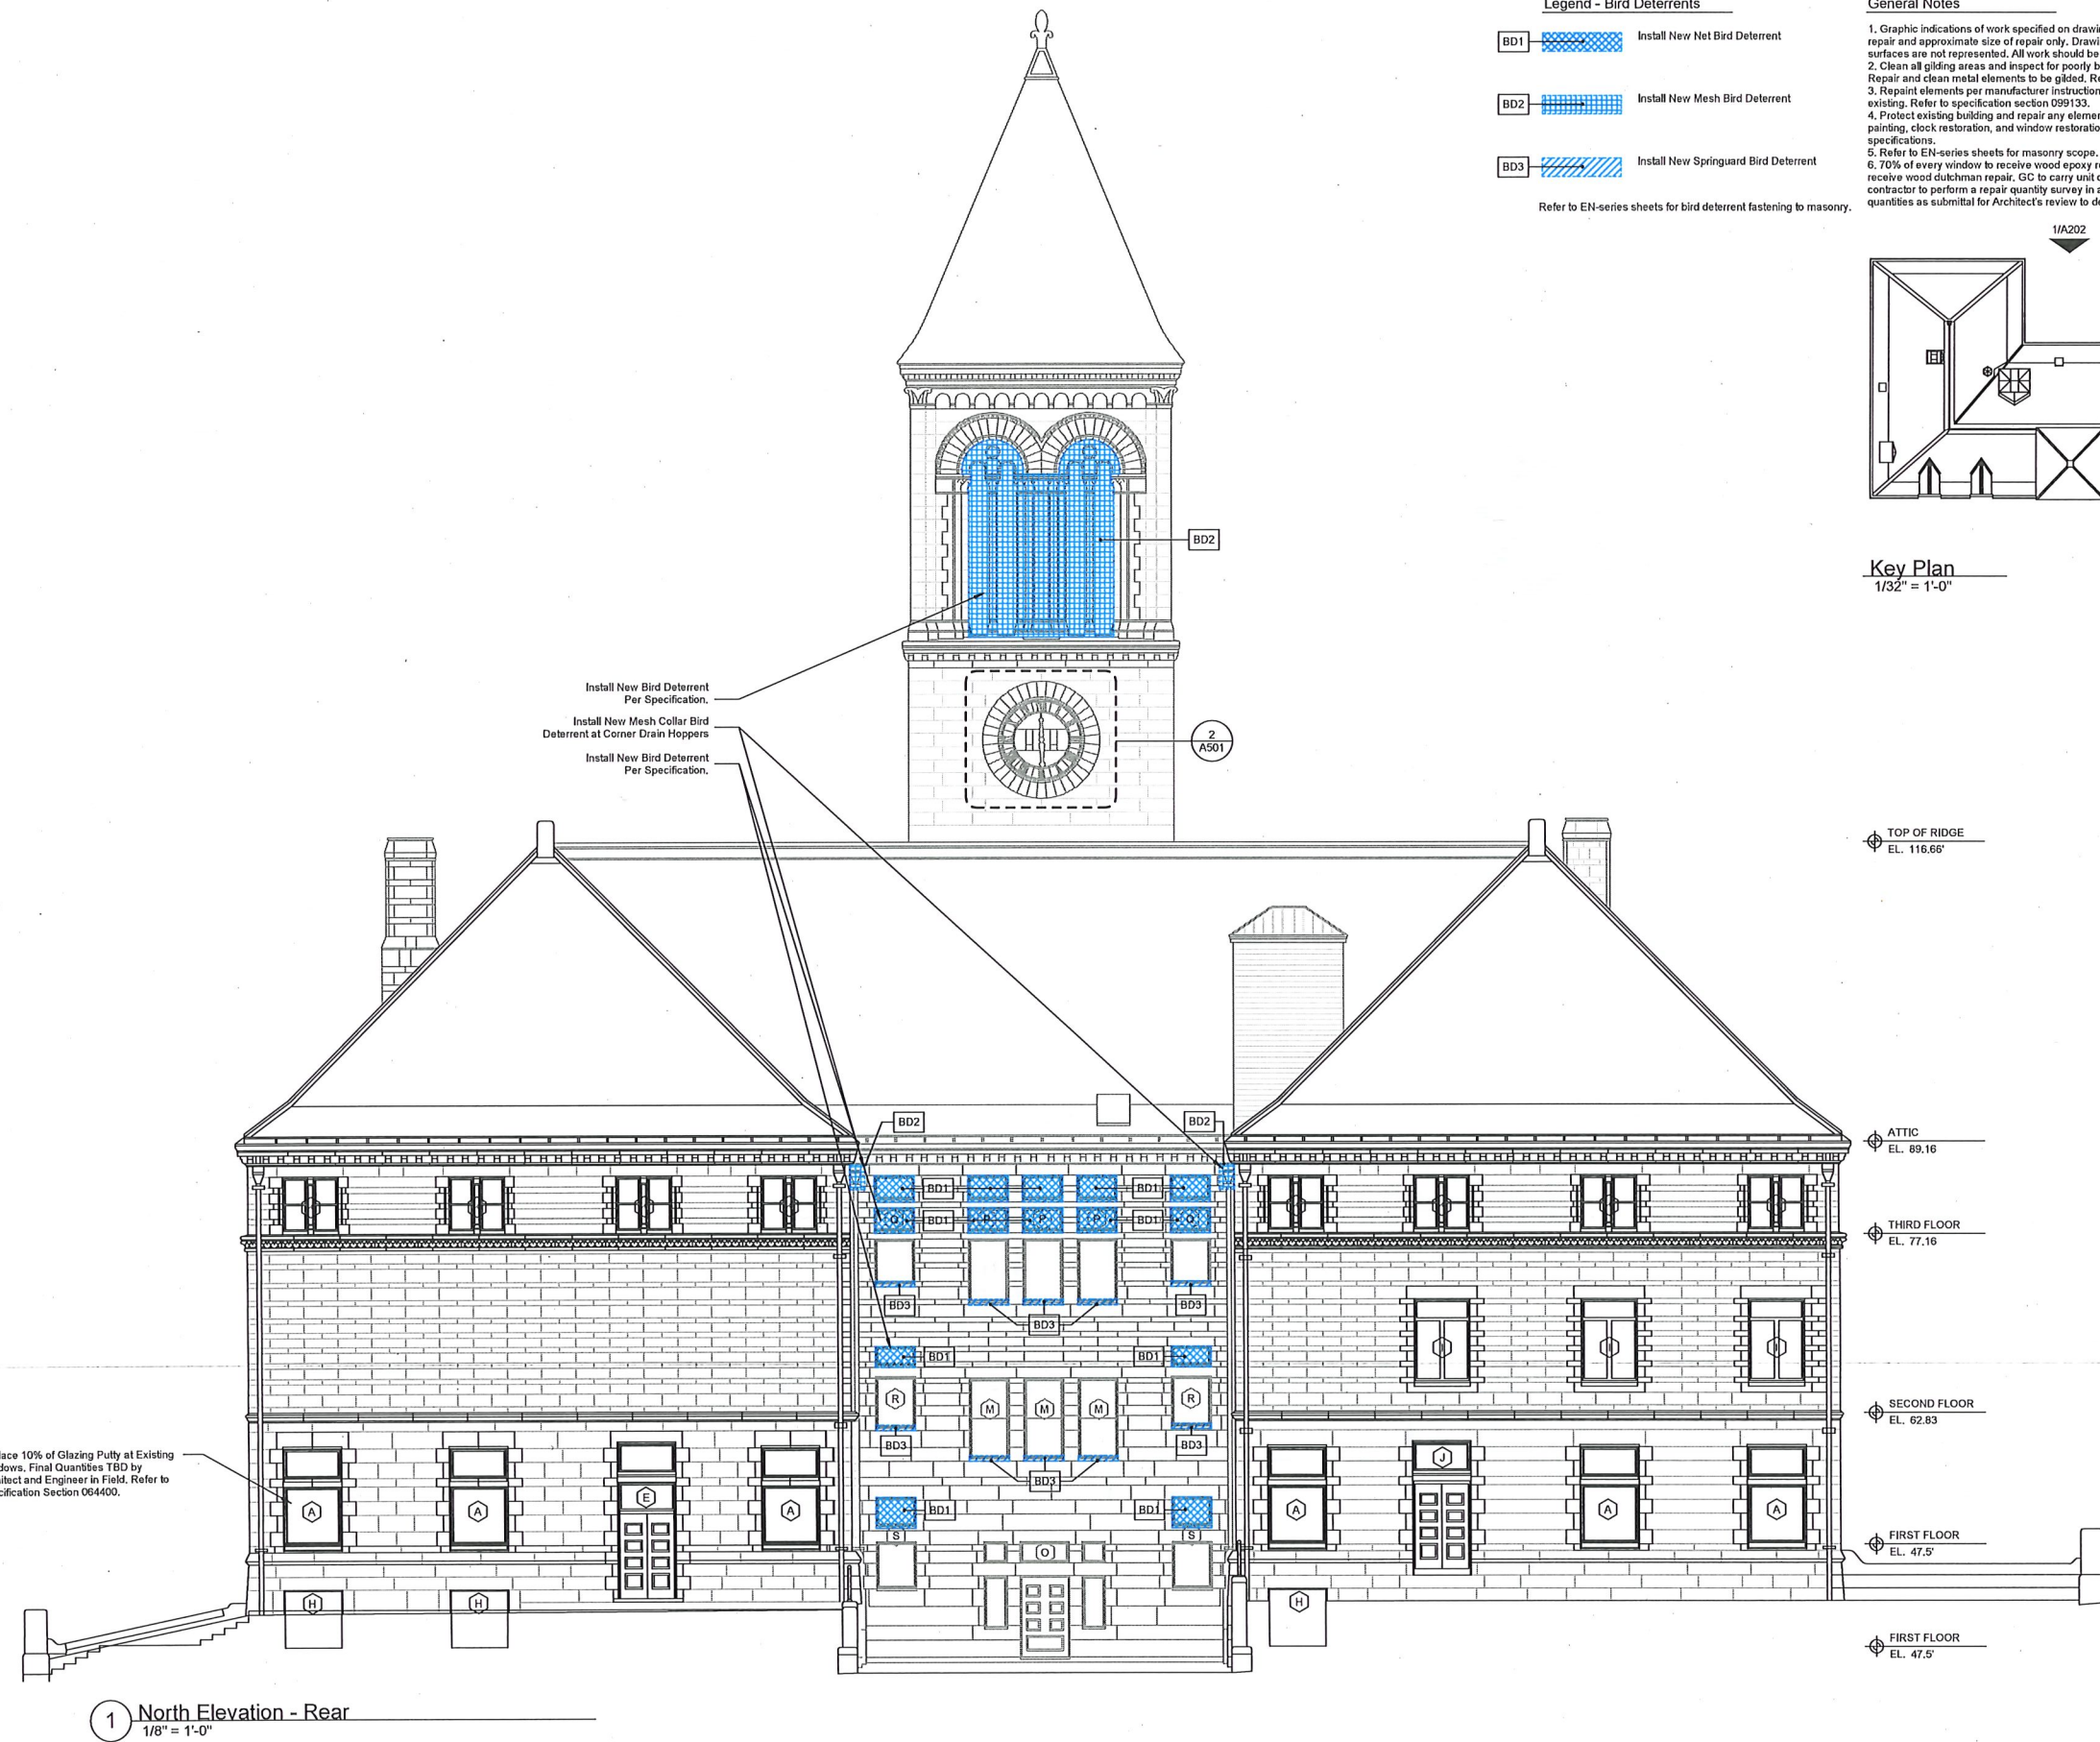 Legend - Bird Deterrents
BD1
Install New Net Bird Deterrent
BD2
Install New Mesh Bird Deterrent
BD3
Install New Springuard Bird Deterrent
Refer to EN-series sheets for bird deterrent fastening to masonry.
General Notes
1. Graphic indications of work specified on
repair and approximate size of repair only.
surfaces are not represented. All work should be
2. Clean all gilding areas and inspect for poorly
Repair and clean metal elements to be gilded.
3. Repaint elements per manufacturer
existing. Refer to specification section 099133.
4. Protect existing building and repair any
painting, clock restoration, and window
specifications.
5. Refer to EN-series sheets for masonry scope.
6. 70% of every window to receive wood epoxy
receive wood dutchman repair. GC to carry unit
contractor to perform a repair quantity survey in
quantities as submittal for Architect's review to
1/A202
Key Plan
1/32" = 1'-0"
BD2
Install New Bird Deterrent
Per Specification.
Install New Mesh Collar Bird
Deterrent at Corner Drain Hoppers
Install New Bird Deterrent
Per Specification.
2
A501
TOP OF RIDGE
EL. 116.66'
BD2
BD2
ATTIC
EL. 89.16
BD1
BD1
Q
BD1
P
P
P
BD1
Q
THIRD FLOOR
EL. 77.16
BD3
BD3
BD3
BD1
BD1
I
I
I
R
M
M
M
R
SECOND FLOOR
EL. 62.83
BD3
BD3
BD3
10% of Glazing Putty at Existing
Final Quantities TBD by
and Engineer in Field. Refer to
Section 064400.
A
A
E
A
BD1
BD1
A
J
A
A
S
S
O
FIRST FLOOR
EL. 47.5'
H
H
H
FIRST FLOOR
EL. 47.5'
1
North Elevation - Rear
1/8" = 1'-0"